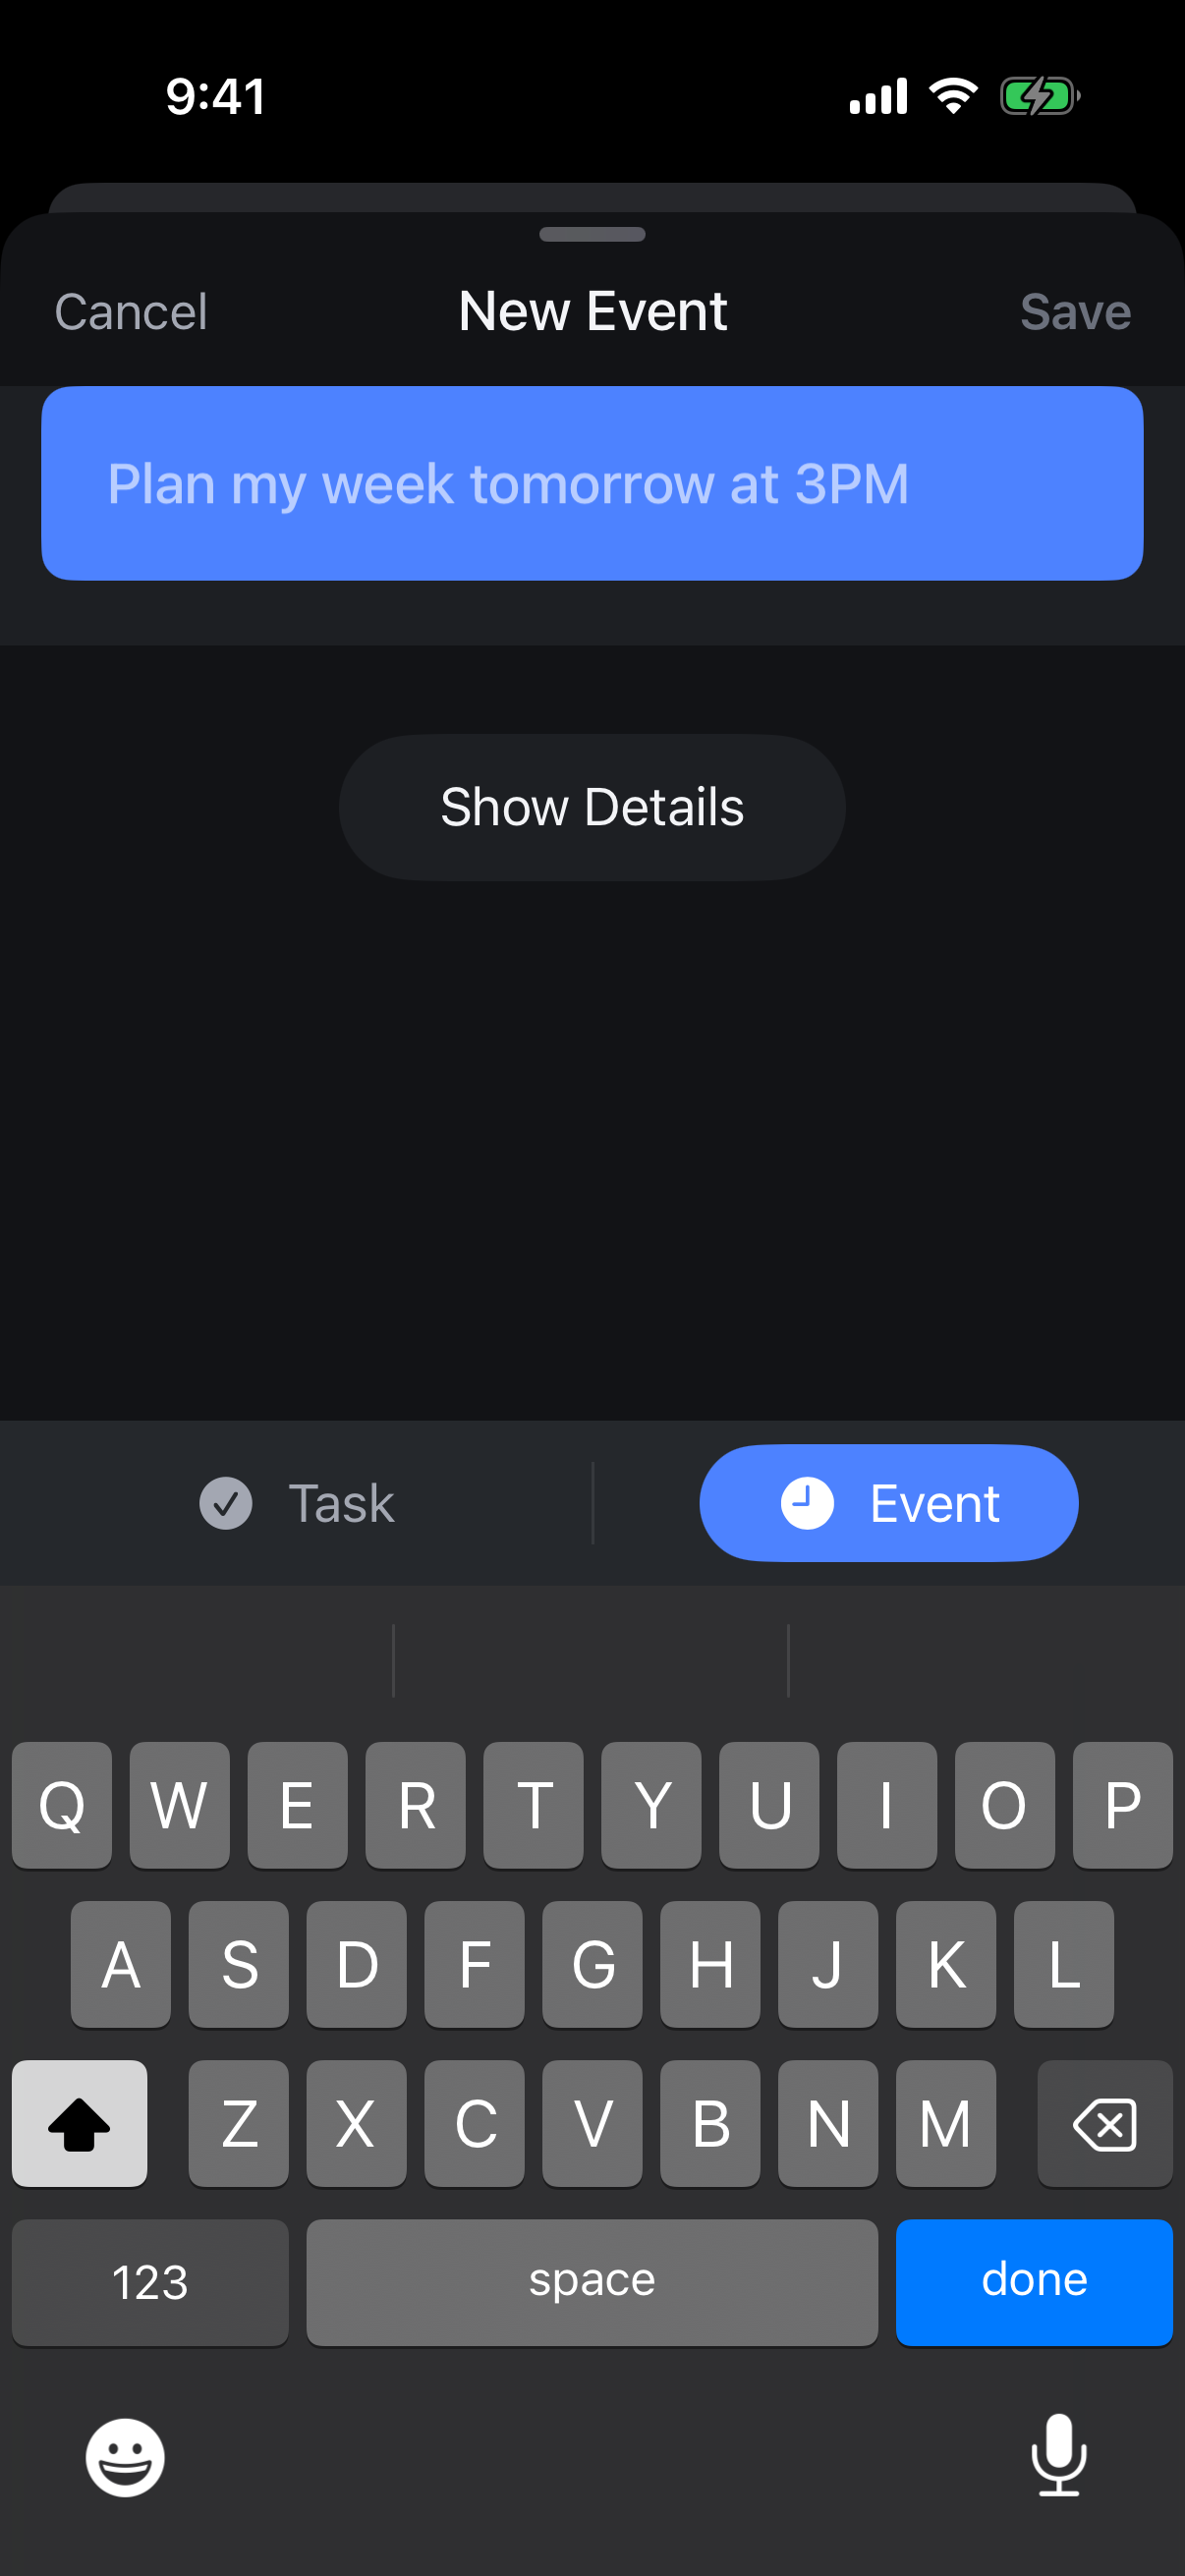 9:41
Cancel New Event Save
Plan my week tomorrow at 3PM
Show Details
Task Event
Q W E R T Y U I O P
A S D F G H J K L
Z X C V B N M
123 space done